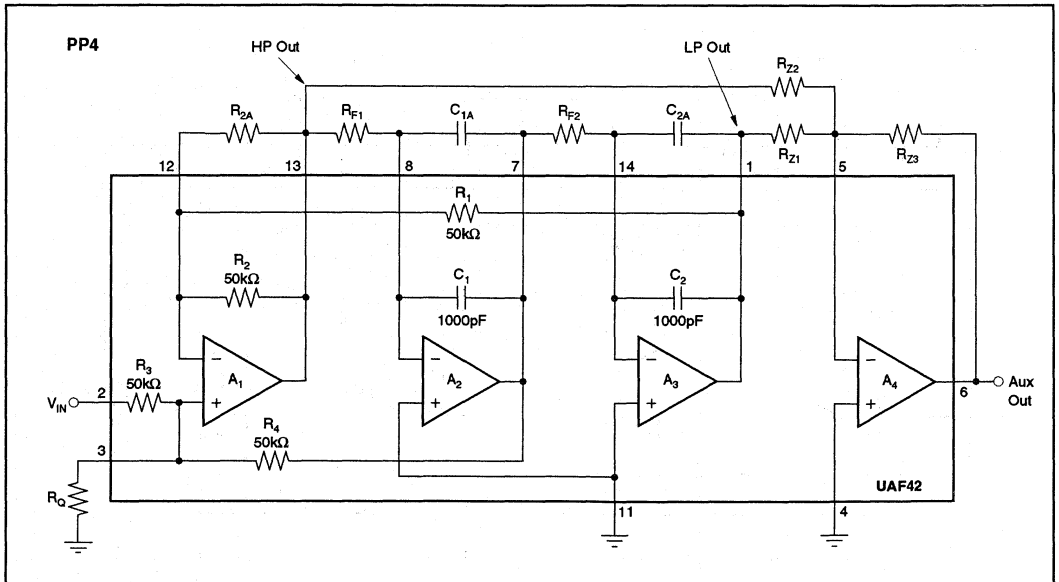 PP4
HP Out
LP Out
RZ2
R2A
RF1
C1A
RF2
C2A
RZ1
RZ3
12
13
8
7
14
1
5
R1
50kΩ
R2
50kΩ
C1
1000pF
C2
1000pF
R3
50kΩ
A1
A2
A3
A4
VIN
2
6
Aux
Out
3
R4
50kΩ
RQ
UAF42
11
4